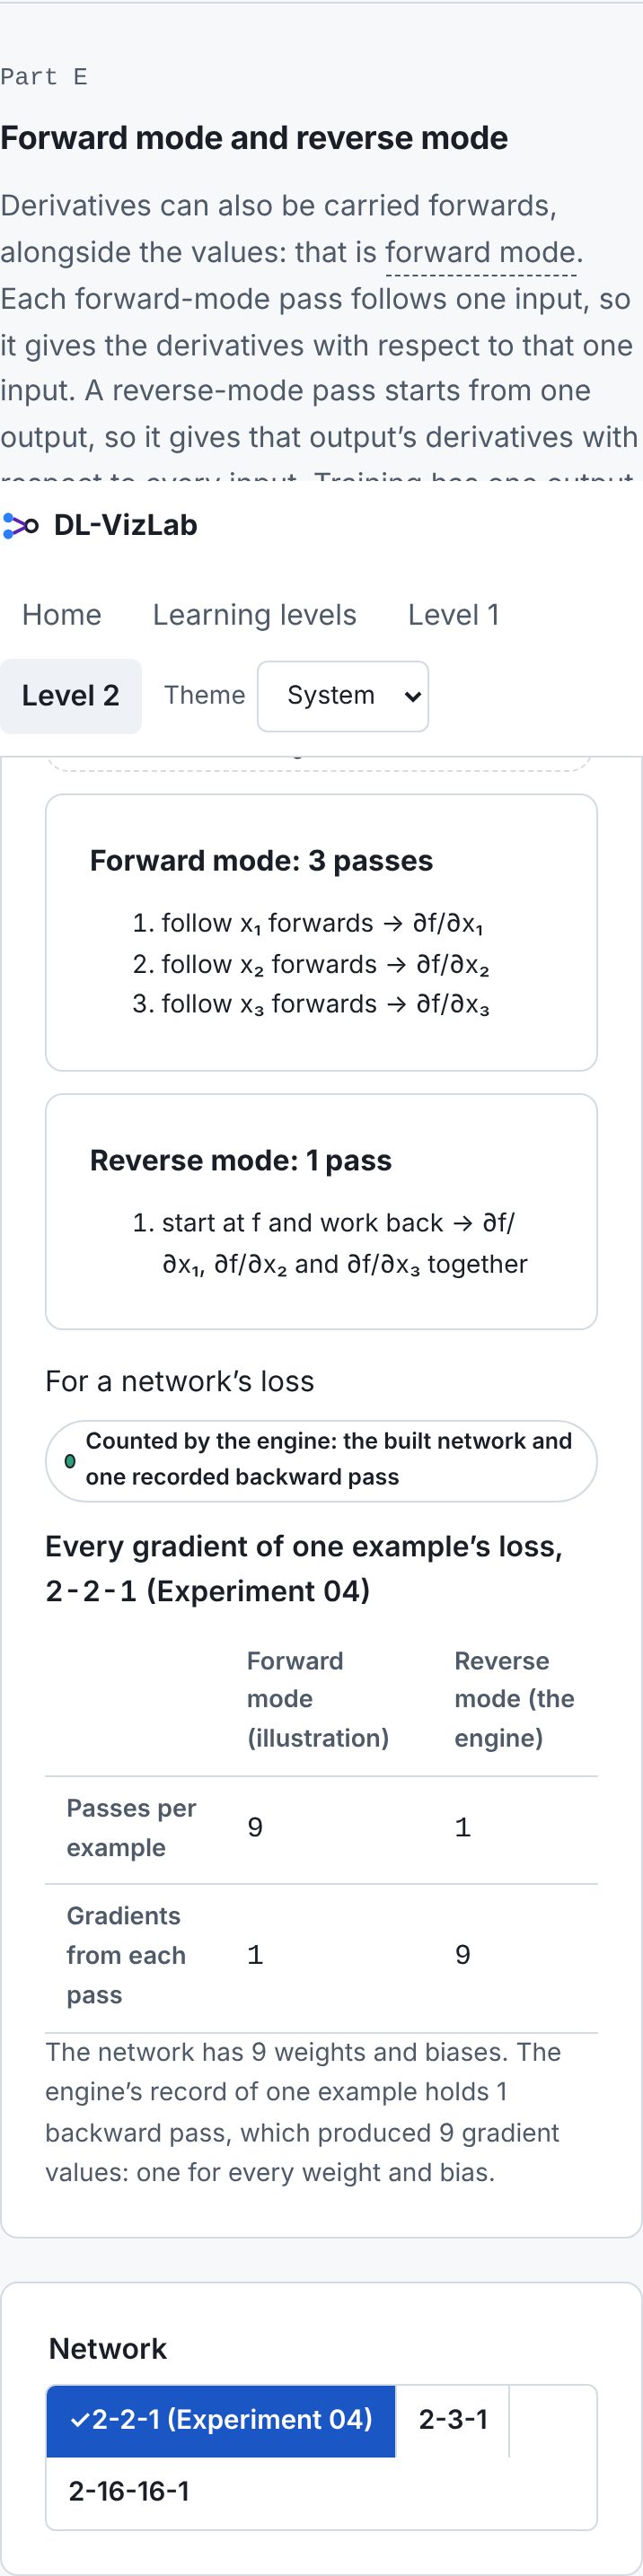 Part E
Forward mode and reverse mode
Derivatives can also be carried forwards,
alongside the values: that is forward mode.
Each forward-mode pass follows one input, so
it gives the derivatives with respect to that one
input. A reverse-mode pass starts from one
output, so it gives that output’s derivatives with
respect to every input. Training has one output
DL-VizLab
Home Learning levels Level 1
Level 2 Theme System
Forward mode: 3 passes
1. follow x₁ forwards → ∂f/∂x₁
2. follow x₂ forwards → ∂f/∂x₂
3. follow x₃ forwards → ∂f/∂x₃
Reverse mode: 1 pass
1. start at f and work back → ∂f/
∂x₁, ∂f/∂x₂ and ∂f/∂x₃ together
For a network’s loss
Counted by the engine: the built network and
one recorded backward pass
Every gradient of one example’s loss,
2-2-1 (Experiment 04)
Forward mode (illustration) Reverse mode (the engine)
Passes per example 9 1
Gradients from each pass 1 9
The network has 9 weights and biases. The
engine’s record of one example holds 1
backward pass, which produced 9 gradient
values: one for every weight and bias.
Network
✓2-2-1 (Experiment 04) 2-3-1
2-16-16-1